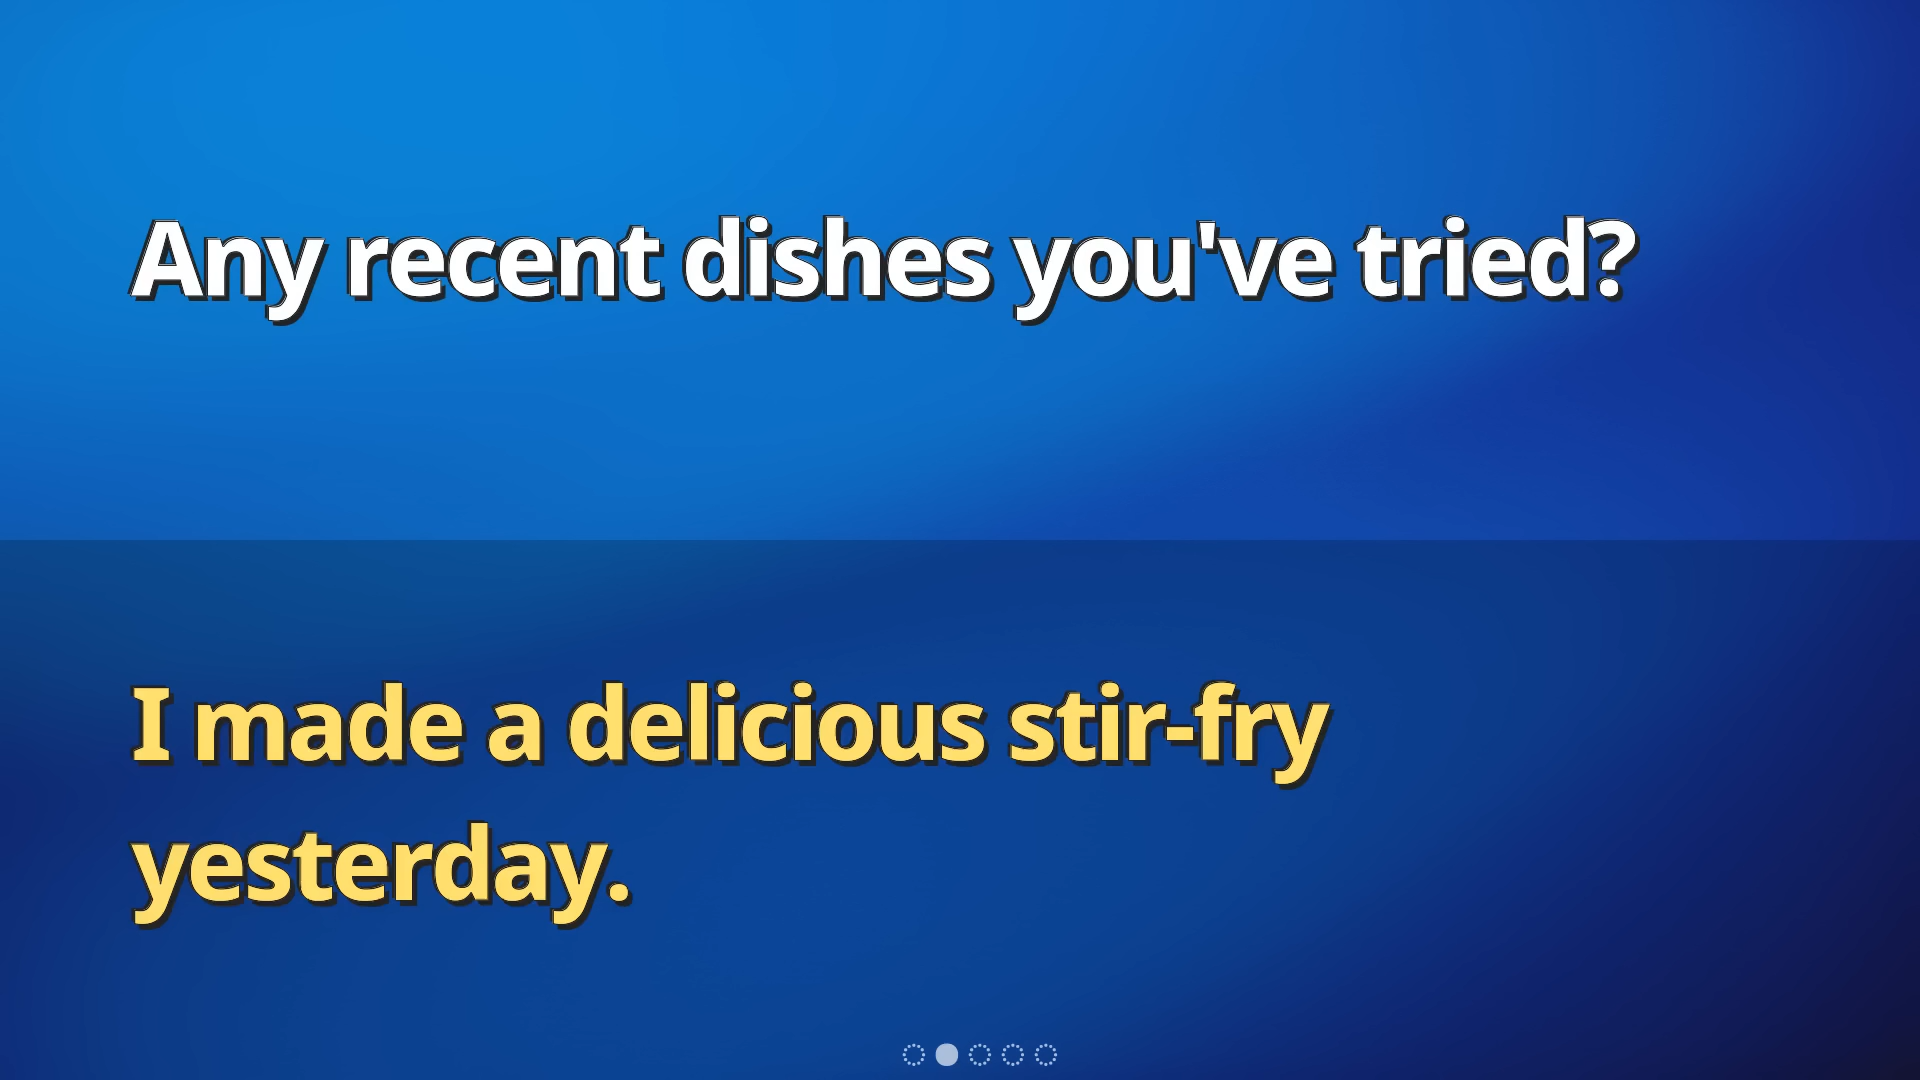 Any recent dishes you've tried?
I made a delicious stir-fry
yesterday.